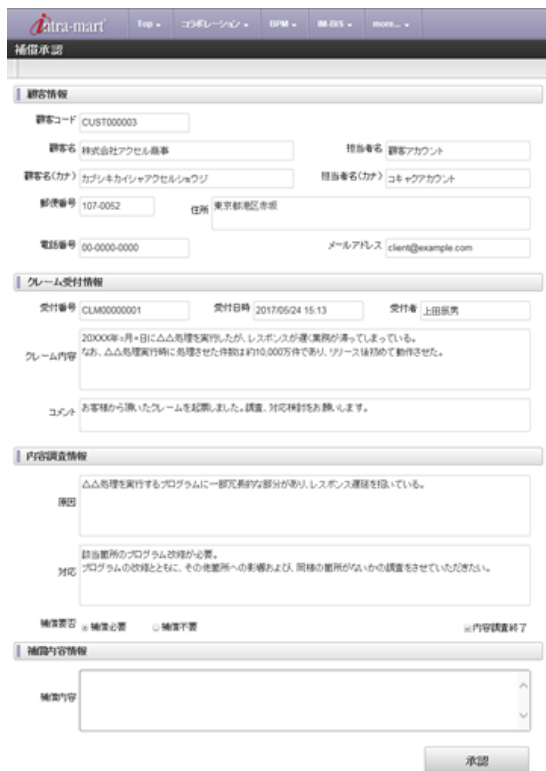 intra-mart Top コラボレーション BPM IM-BIS more...
補償承認
顧客情報
顧客コード CUST000003
顧客名 株式会社アクセル商事 担当者名 顧客アカウント
顧客名(カナ) カブシキカイシャアクセルショウジ 担当者名(カナ) コキャクアカウント
郵便番号 107-0052 住所 東京都港区赤坂
電話番号 00-0000-0000 メールアドレス client@example.com
クレーム受付情報
受付番号 CLM00000001 受付日時 2017/05/24 15:13 受付者 上田辰男
クレーム内容 20XX年○月×日に△△処理を実行したが、レスポンスが遅く業務が滞ってしまっている。
なお、△△処理実行時に処理させた件数は約10,000万件であり、リリース後初めて動作させた。
コメント お客様から頂いたクレームを起票しました。調査、対応検討をお願いします。
内容調査情報
原因 △△処理を実行するプログラムに一部冗長的な部分があり、レスポンス遅延を招いている。
対応 該当箇所のプログラム改修が必要。
プログラムの改修とともに、その他箇所への影響および、同様の箇所がないかの調査をさせていただきたい。
補償要否 補償必要 補償不要 内容調査終了
補償内容情報
補償内容
承認